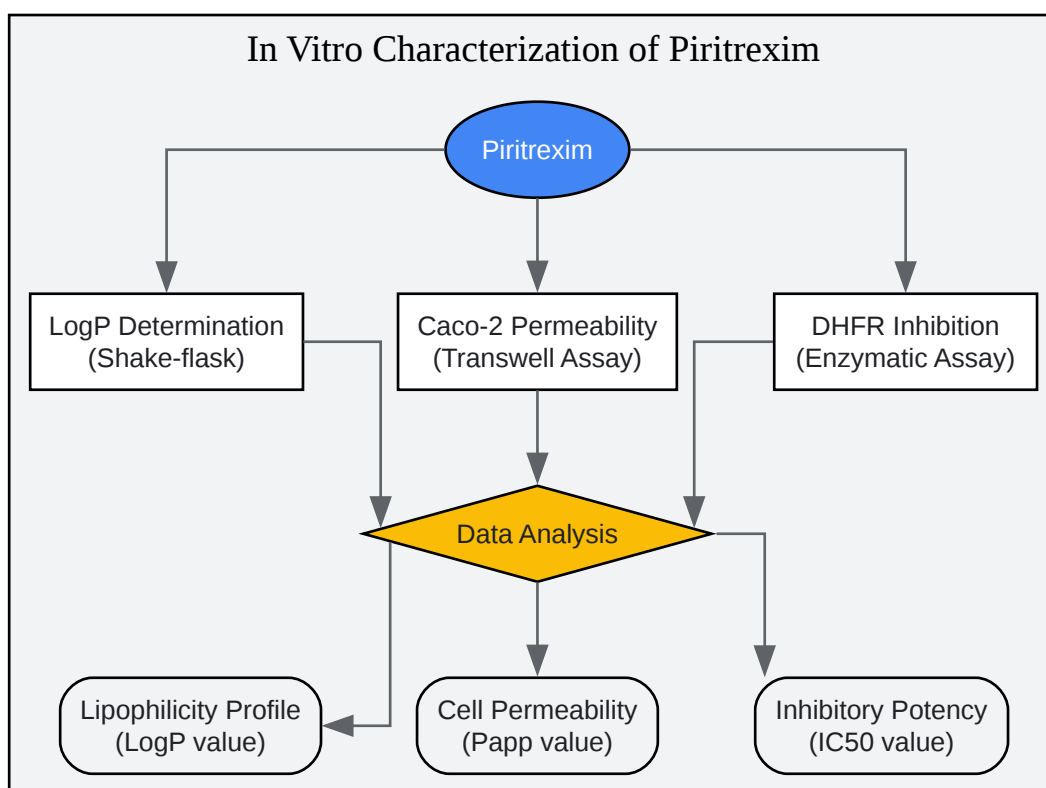 In Vitro Characterization of Piritrexim
Piritrexim
LogP Determination
(Shake-flask)
Caco-2 Permeability
(Transwell Assay)
DHFR Inhibition
(Enzymatic Assay)
Data Analysis
Lipophilicity Profile
(LogP value)
Cell Permeability
(Papp value)
Inhibitory Potency
(IC50 value)